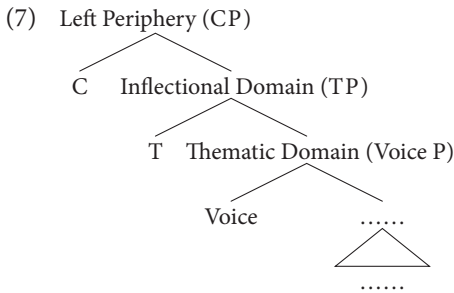 (7) Left Periphery (CP)
C Inflectional Domain (TP)
T Thematic Domain (Voice P)
Voice ......
......